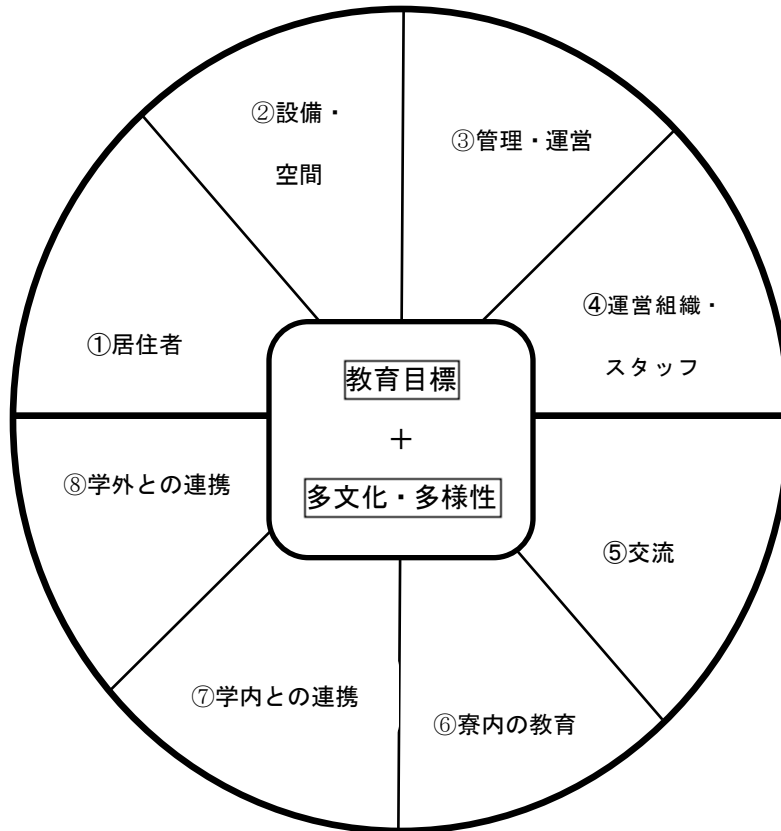 ②設備・
空間
③管理・運営
①居住者
④運営組織・
スタッフ
教育目標
＋
多文化・多様性
⑧学外との連携
⑤交流
⑦学内との連携
⑥寮内の教育